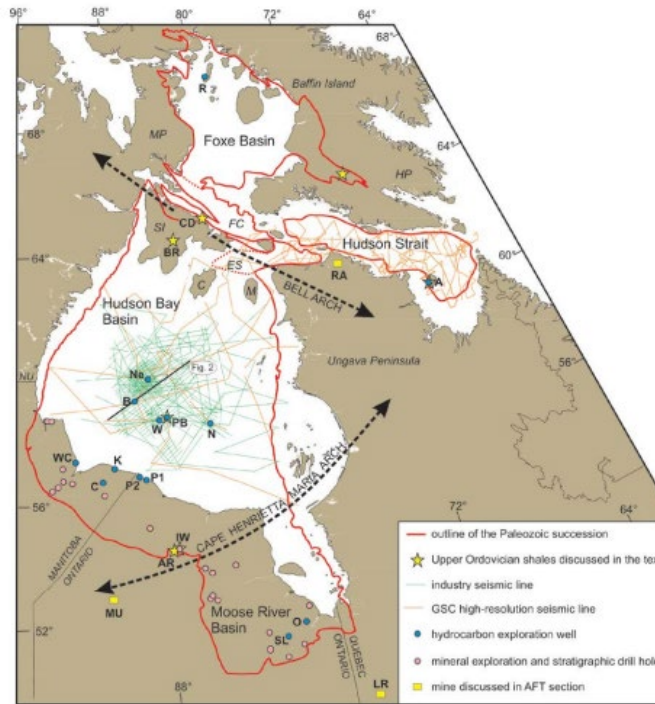 96° 88° 80° 72° 64°
68°
R
Baffin Island
MP
Foxe Basin
68°
64°
HP
CD
FC
SI
BR
Hudson Strait
60°
64°
ES
RA
A
C
M
BELL ARCH
Hudson Bay
Basin
56°
Ungava Peninsula
NU
Na
Fig. 2
B
W
PB
N
WC
K
C
P2
P1
56°
72°
64°
MANITOBA
ONTARIO
CAPE HENRIETTA MARIA ARCH
IW
AR
MU
Moose River
Basin
52°
O
SL
ONTARIO
QUEBEC
LR
88°
outline of the Paleozoic succession
Upper Ordovician shales discussed in the tex
industry seismic line
GSC high-resolution seismic line
hydrocarbon exploration well
mineral exploration and stratigraphic drill hole
mine discussed in AFT section